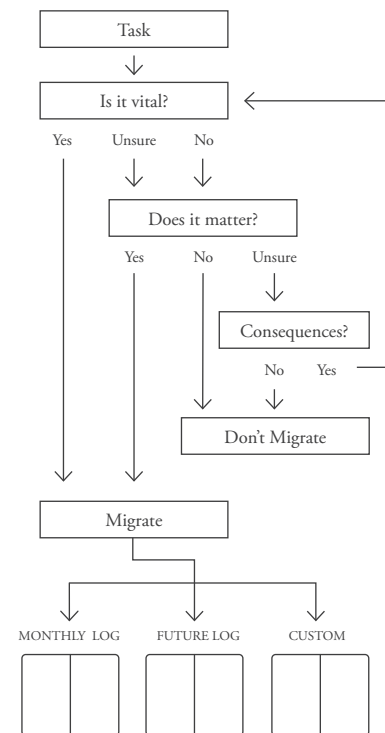 Task
Is it vital?
Yes Unsure No
Does it matter?
Yes No Unsure
Consequences?
No Yes
Don't Migrate
Migrate
MONTHLY LOG FUTURE LOG CUSTOM